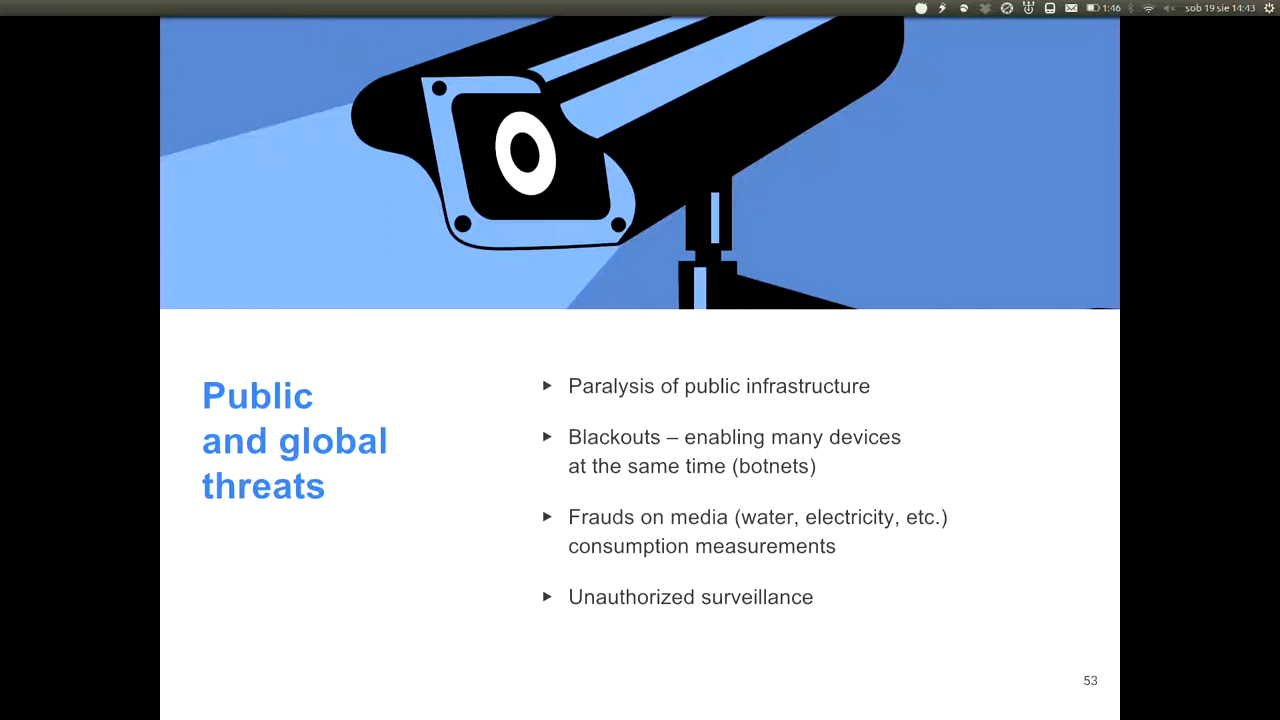 1:46 sob 19 sie 14:43
Public
and global
threats
▶ Paralysis of public infrastructure
▶ Blackouts – enabling many devices
at the same time (botnets)
▶ Frauds on media (water, electricity, etc.)
consumption measurements
▶ Unauthorized surveillance
53